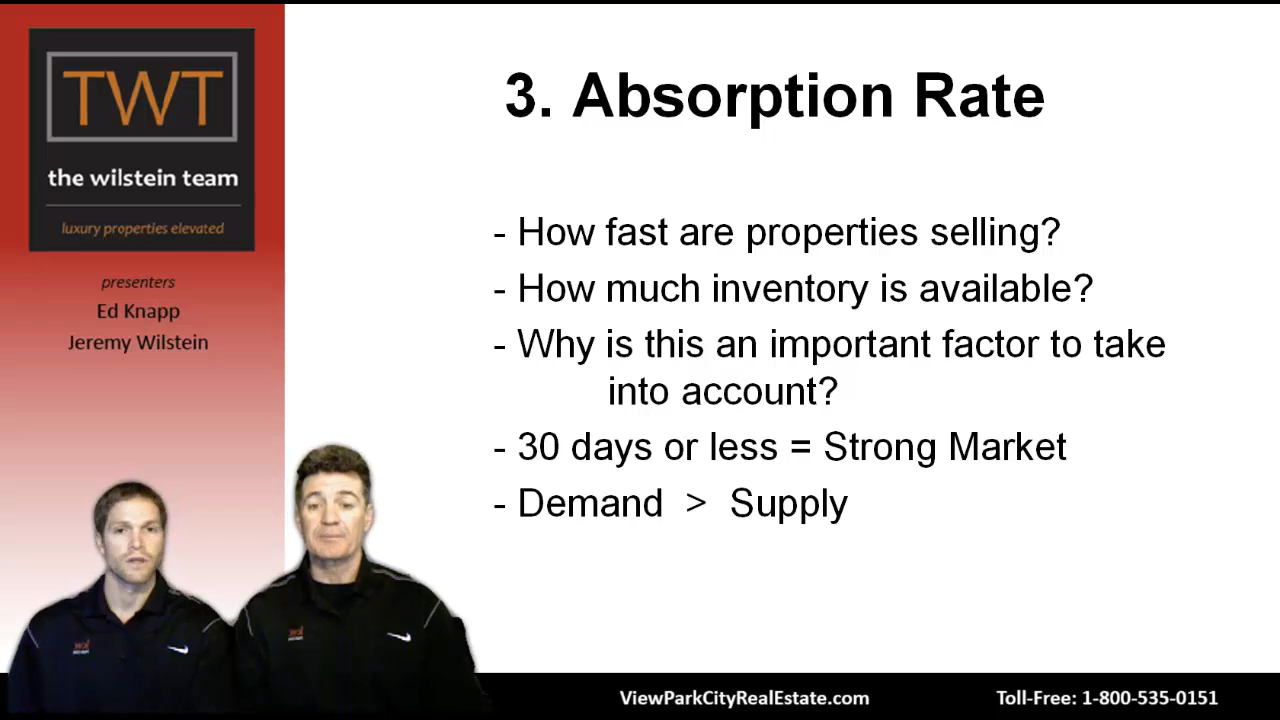 TWT
the wilstein team
luxury properties elevated
presenters
Ed Knapp
Jeremy Wilstein
3. Absorption Rate
- How fast are properties selling?
- How much inventory is available?
- Why is this an important factor to take
into account?
- 30 days or less = Strong Market
- Demand > Supply
ViewParkCityRealEstate.com
Toll-Free: 1-800-535-0151